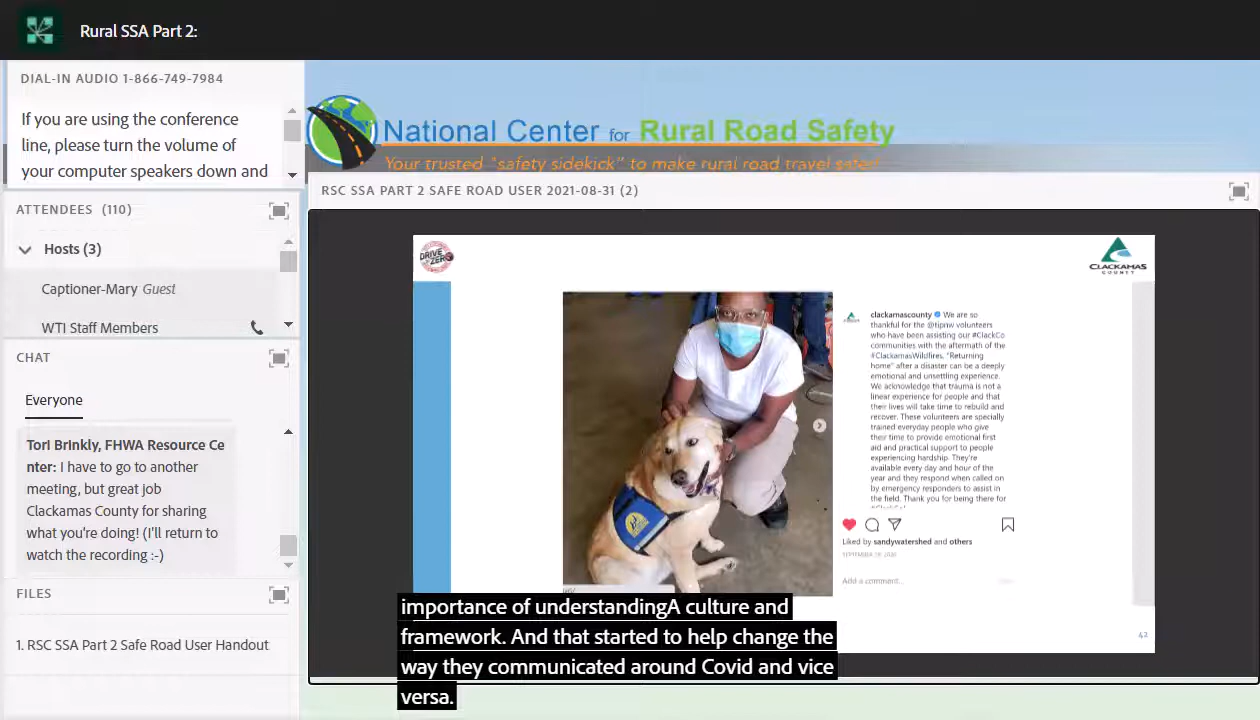 Rural SSA Part 2:
DIAL-IN AUDIO 1-866-749-7984
If you are using the conference
line, please turn the volume of
your computer speakers down and
ATTENDEES (110)
Hosts (3)
Captioner-Mary Guest
WTI Staff Members
CHAT
Everyone
Tori Brinkly, FHWA Resource Ce
nter: I have to go to another
meeting, but great job
Clackamas County for sharing
what you're doing! (I'll return to
watch the recording :-)
FILES
1. RSC SSA Part 2 Safe Road User Handout
National Center for Rural Road Safety
Your trusted "safety sidekick" to make rural road travel safer!
RSC SSA PART 2 SAFE ROAD USER 2021-08-31 (2)
DRIVE TO
ZERO
CLACKAMAS
COUNTY
clackamascounty We are so
thankful for the @tipnw volunteers
who have been assisting our #ClackCo
communities with the aftermath of the
#ClackamasWildfires. "Returning
home" after a disaster can be a deeply
emotional and unsettling experience.
We acknowledge that trauma is not a
linear experience for people and that
their lives will take time to rebuild and
recover. These volunteers are specially
trained everyday people who give
their time to provide emotional first
aid and practical support to people
experiencing hardship. They're
available every day and hour of the
year and they respond when called on
by emergency responders to assist in
the field. Thank you for being there for
Liked by sandywatershed and others
Add a comment...
42
importance of understandingA culture and
framework. And that started to help change the
way they communicated around Covid and vice
versa.